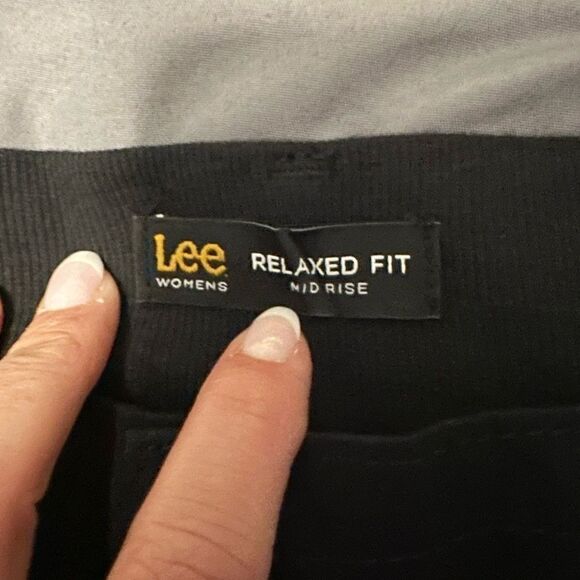 Lee
WOMENS
RELAXED FIT
MID RISE